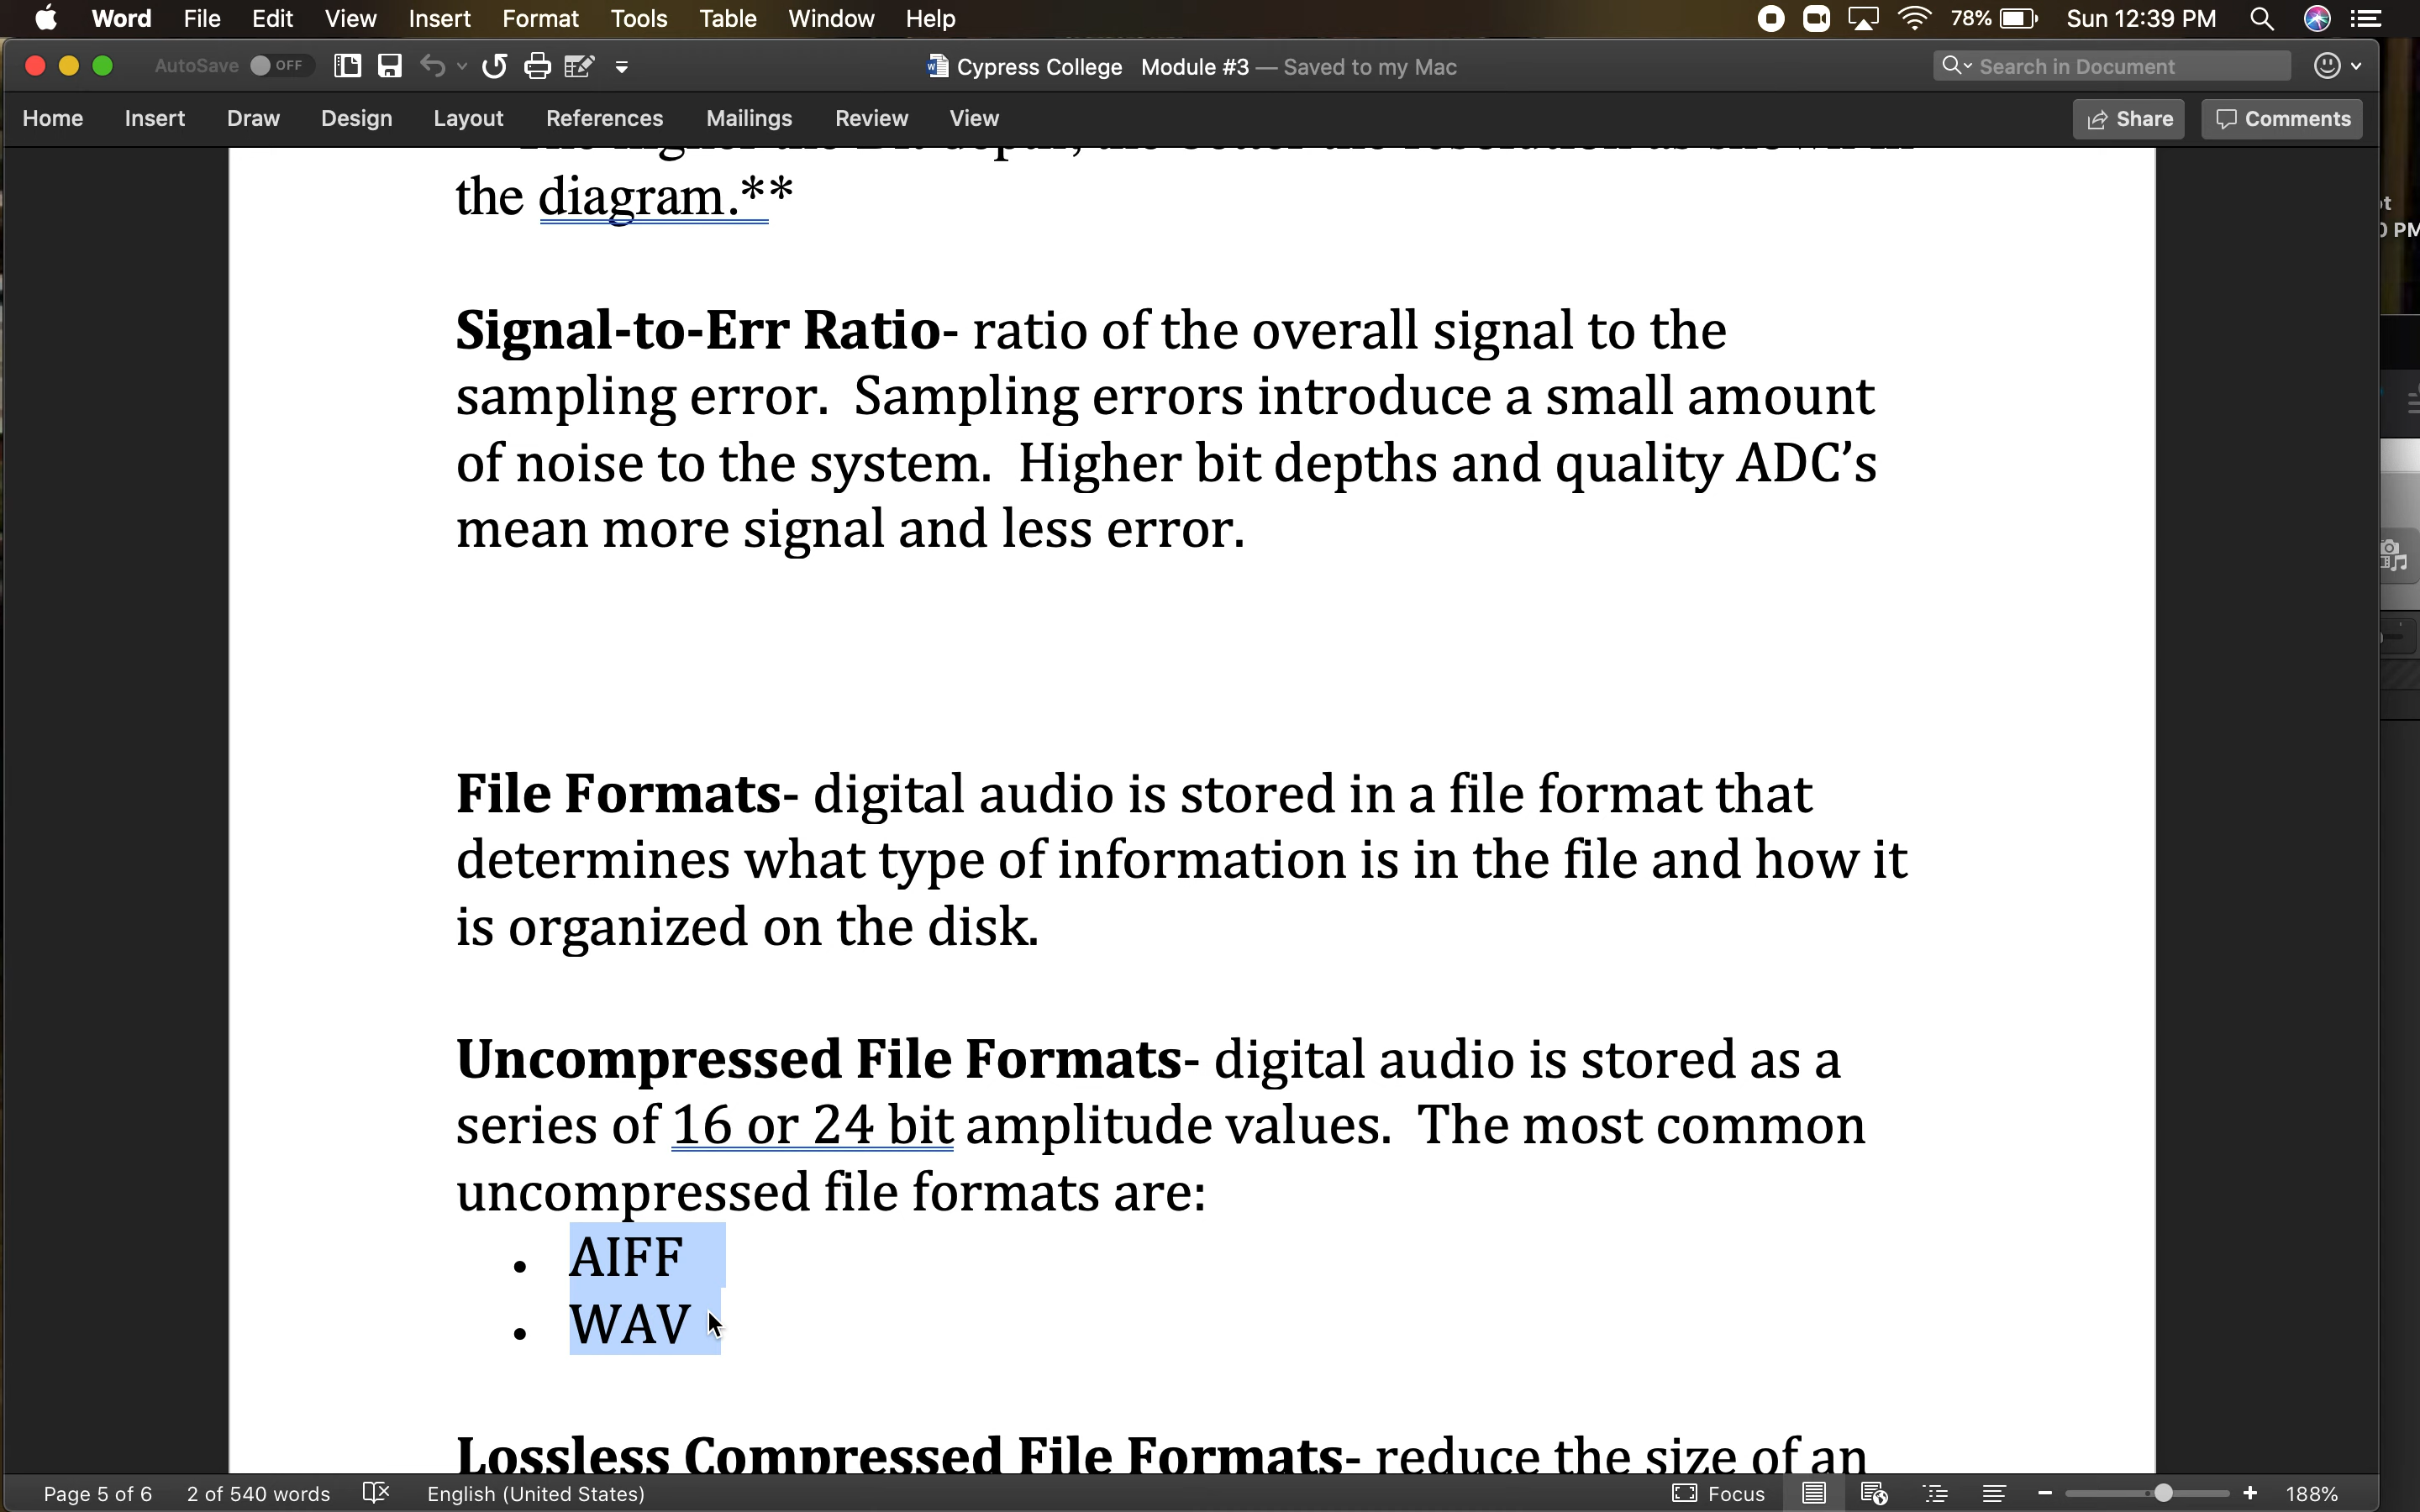 Word File Edit View Insert Format Tools Table Window Help 78% Sun 12:39 PM
AutoSave OFF Cypress College Module #3 — Saved to my Mac Search in Document
Home Insert Draw Design Layout References Mailings Review View Share Comments
the diagram.**
Signal-to-Err Ratio- ratio of the overall signal to the
sampling error. Sampling errors introduce a small amount
of noise to the system. Higher bit depths and quality ADC’s
mean more signal and less error.
File Formats- digital audio is stored in a file format that
determines what type of information is in the file and how it
is organized on the disk.
Uncompressed File Formats- digital audio is stored as a
series of 16 or 24 bit amplitude values. The most common
uncompressed file formats are:
• AIFF
• WAV
Lossless Compressed File Formats- reduce the size of an
Page 5 of 6 2 of 540 words English (United States) Focus 188%